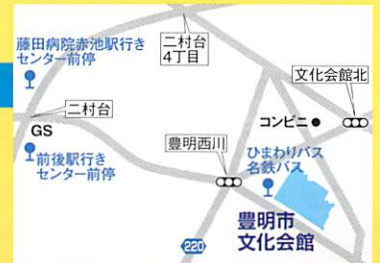 藤田病院赤池駅行き
センター前停
二村台
4丁目
文化会館北
二村台
GS
コンビニ
豊明西川
前後駅行き
センター前停
ひまわりバス
名鉄バス
豊明市
文化会館
220